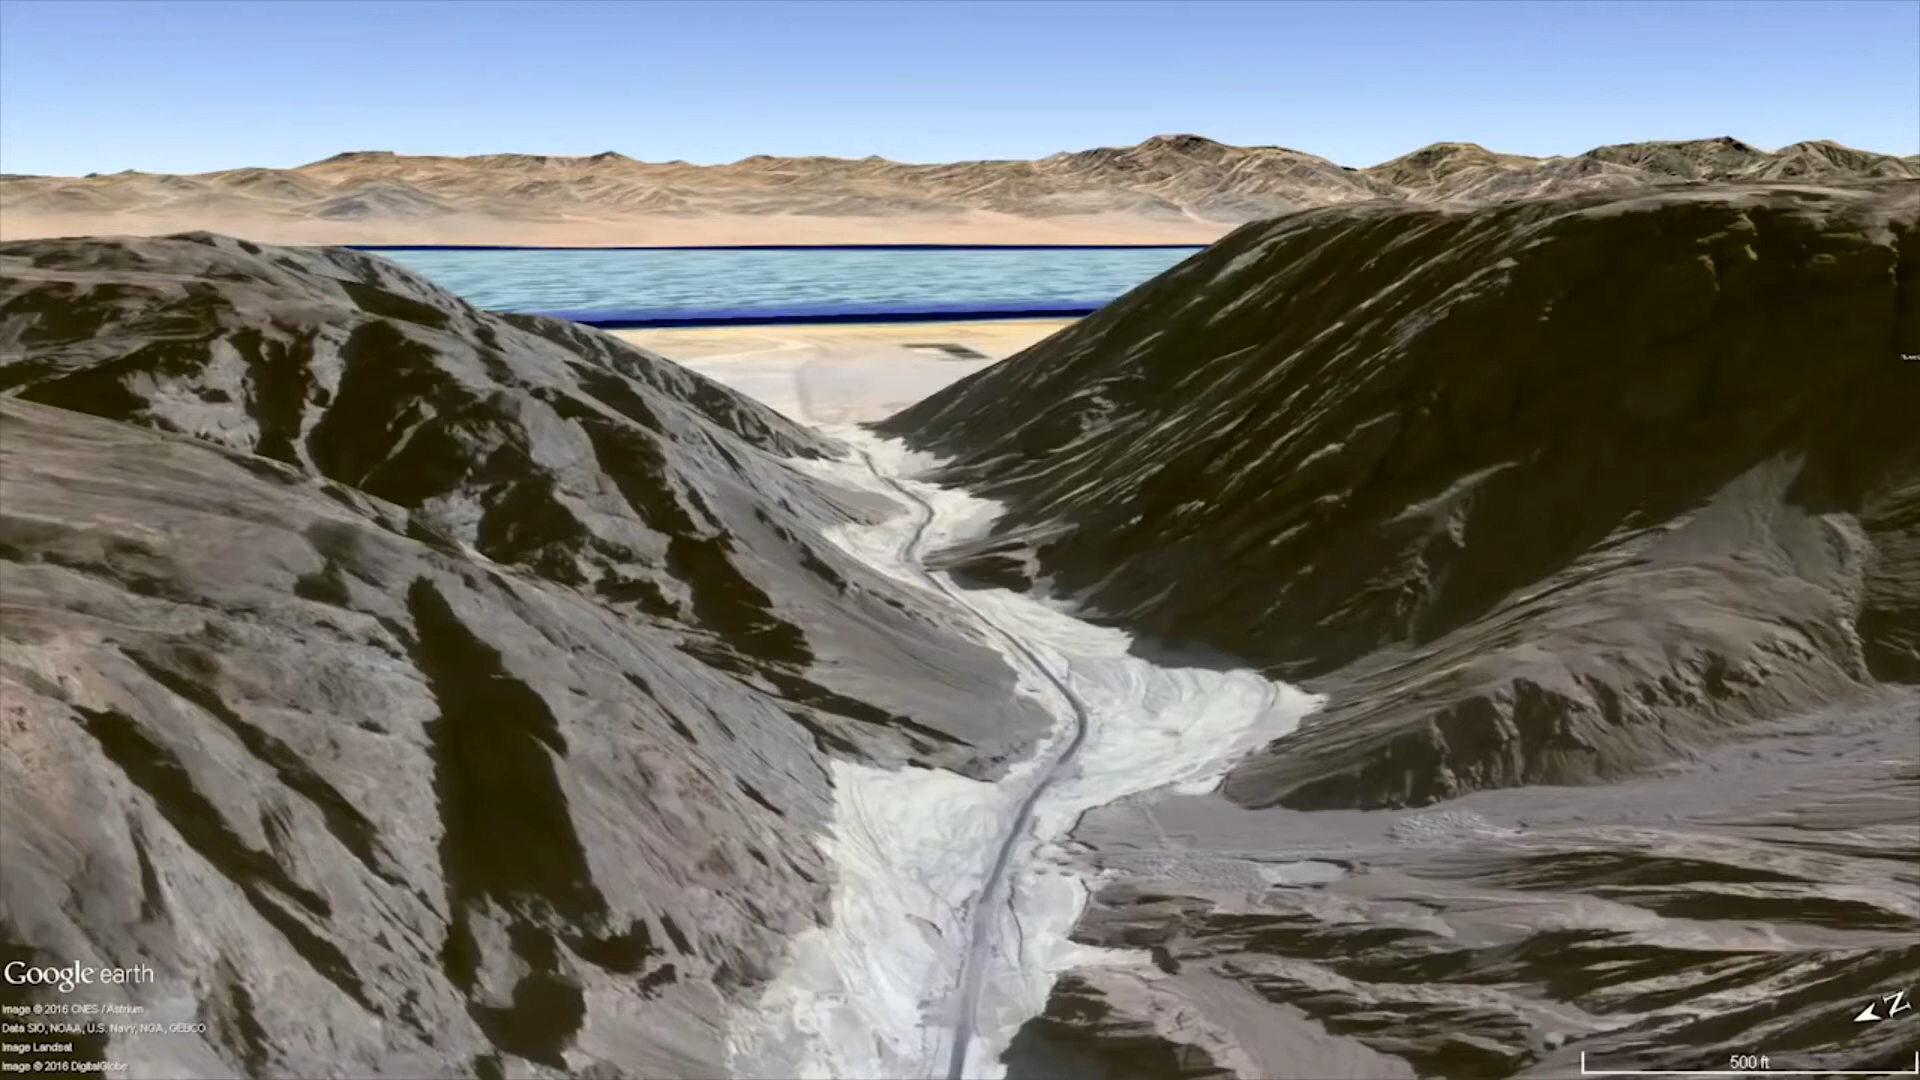 Google earth
Image © 2016 CNES / Astrium
Data SIO, NOAA, U.S. Navy, NGA, GEBCO
Image Landsat
Image © 2016 DigitalGlobe
N
500 ft